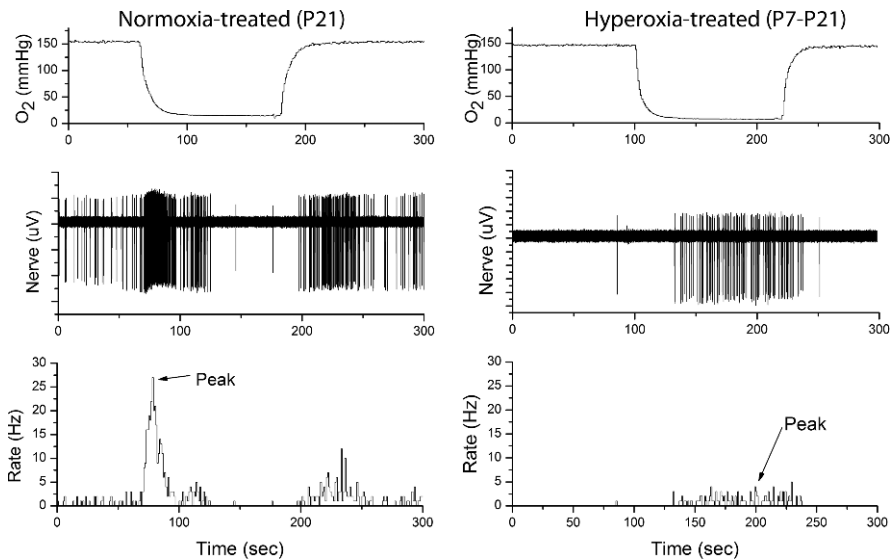 Normoxia-treated (P21)
O2 (mmHg)
150
100
50
0
0 100 200 300
Nerve (uV)
0 100 200 300
Rate (Hz)
30
25
20
15
10
5
0
Peak
0 100 200 300
Time (sec)
Hyperoxia-treated (P7-P21)
O2 (mmHg)
150
100
50
0
0 100 200 300
Nerve (uV)
0 100 200 300
Rate (Hz)
30
25
20
15
10
5
0
Peak
0 100 200 300
Time (sec)